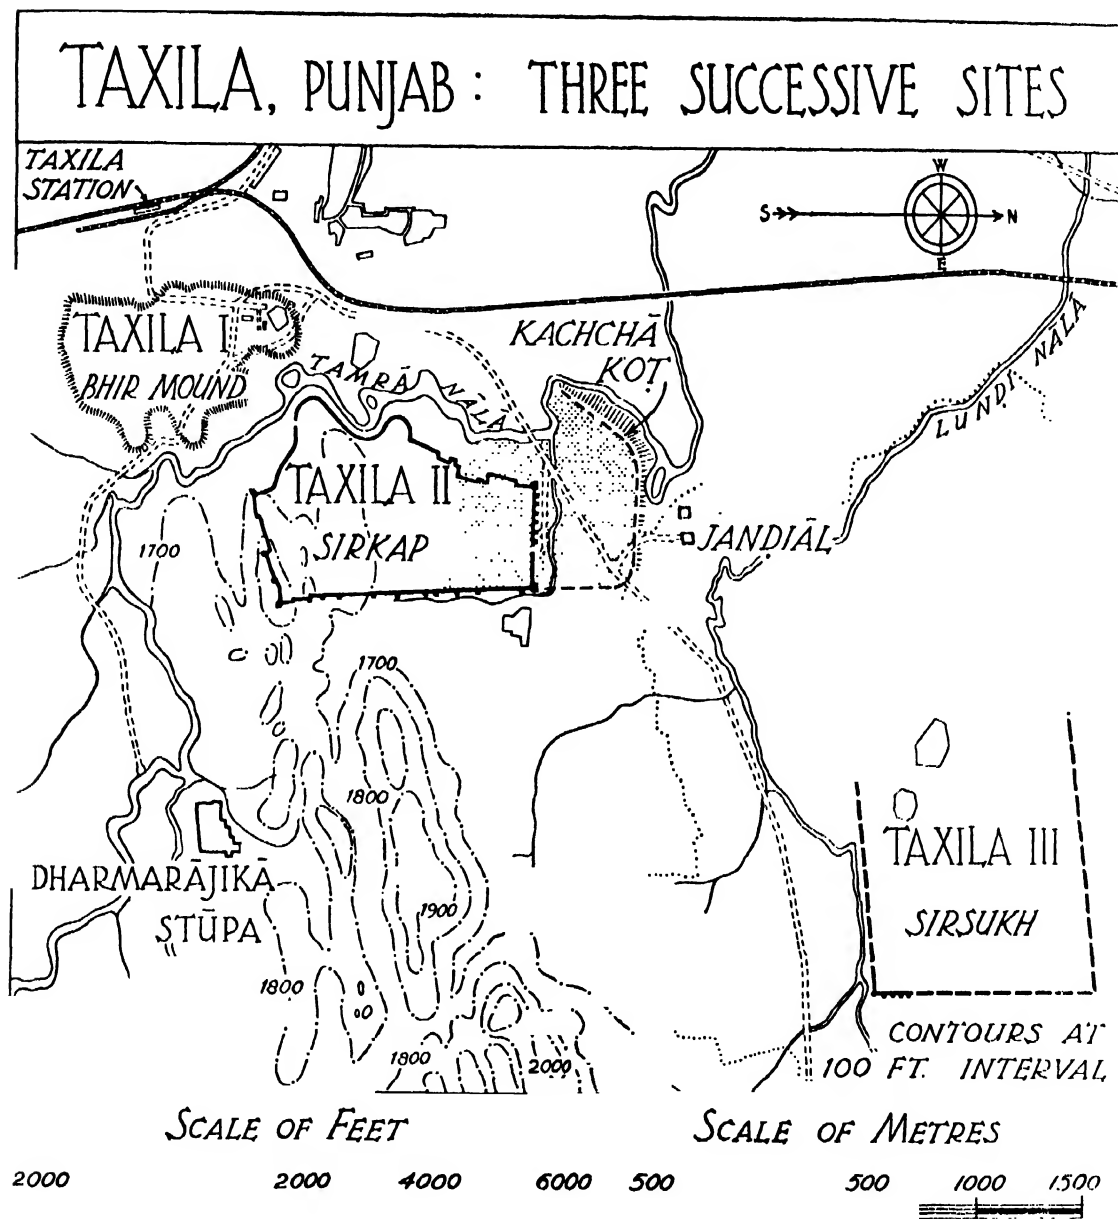 TAXILA, PUNJAB: THREE SUCCESSIVE SITES
TAXILA
STATION
W
S
N
E
TAXILA I
BHIR MOUND
TAMRĀ NĀLA
KACHCHĀ
KOT
LUNDI NĀLA
TAXILA II
SIRKAP
JANDIĀL
1700
1700
1800
1900
1800
1800
2000
DHARMARĀJIKĀ
STŪPA
TAXILA III
SIRSUKH
CONTOURS AT
100 FT. INTERVAL
SCALE OF FEET
SCALE OF METRES
2000 2000 4000 6000 500 500 1000 1500